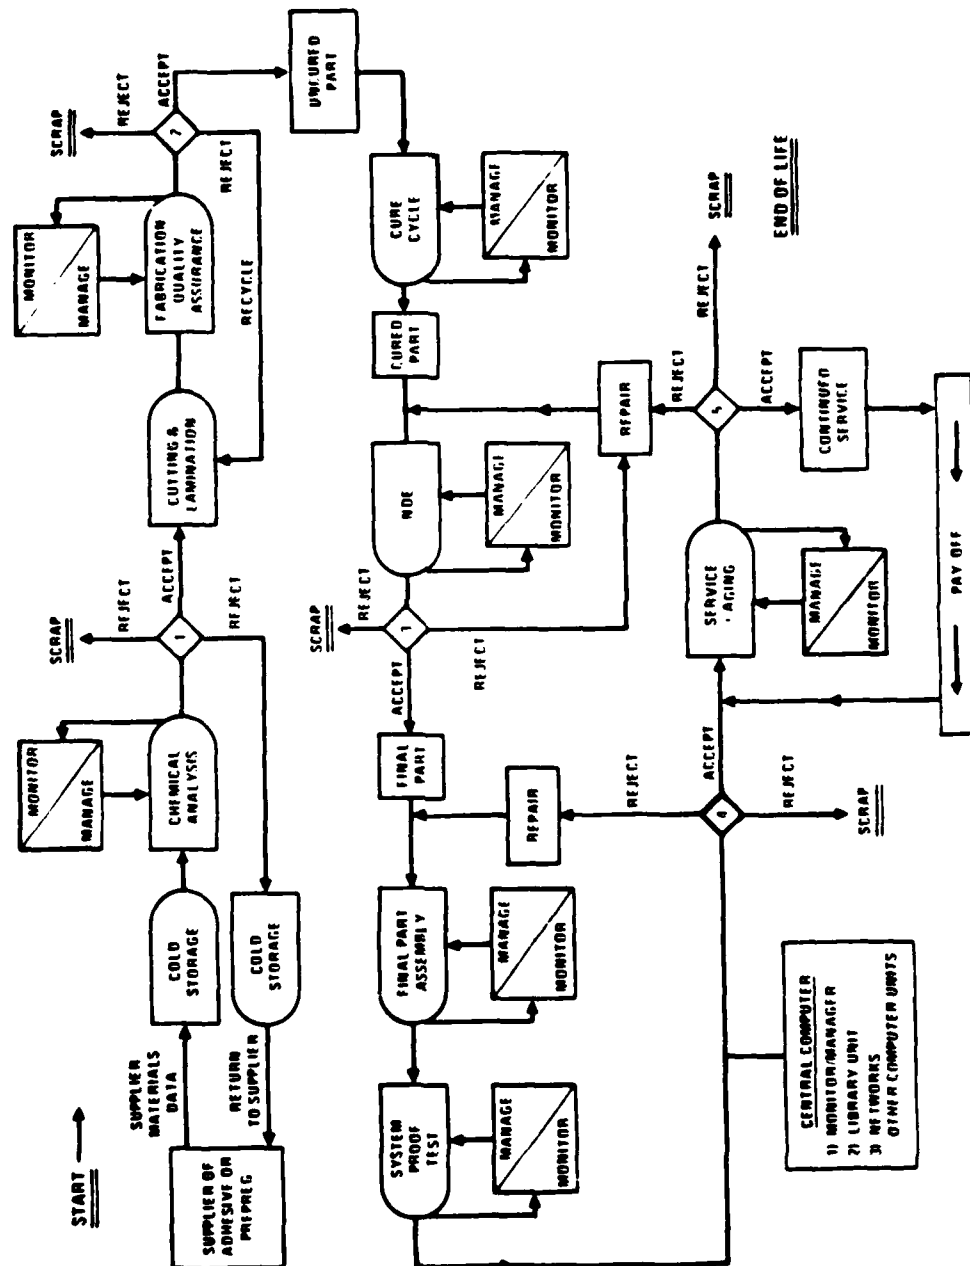 START
SUPPLIER OF
ADHESIVE OR
PREPREG
SUPPLIER
MATERIALS
DATA
COLD
STORAGE
CHEMICAL
ANALYSIS
MONITOR
MANAGE
1
SCRAP
REJECT
ACCEPT
REJECT
COLD
STORAGE
RETURN
TO SUPPLIER
CUTTING &
LAMINATION
FABRICATION
QUALITY
ASSURANCE
MONITOR
MANAGE
RECYCLE
REJECT
2
SCRAP
REJECT
ACCEPT
UNCURED
PART
CURE
CYCLE
MANAGE
MONITOR
CURED PART
NDE
MANAGE
MONITOR
3
SCRAP
REJECT
ACCEPT
REJECT
REPAIR
FINAL
PART
FINAL PART
ASSEMBLY
MANAGE
MONITOR
REPAIR
SYSTEM
PROOF
TEST
MANAGE
MONITOR
CENTRAL COMPUTER
1) MONITOR/MANAGER
2) LIBRARY UNIT
3) NETWORKS
OTHER COMPUTER UNITS
4
REJECT
ACCEPT
REJECT
SCRAP
SERVICE
- AGING
MANAGE
MONITOR
5
REJECT
REJECT
SCRAP
ACCEPT
CONTINUED
SERVICE
PAY OFF
END OF LIFE